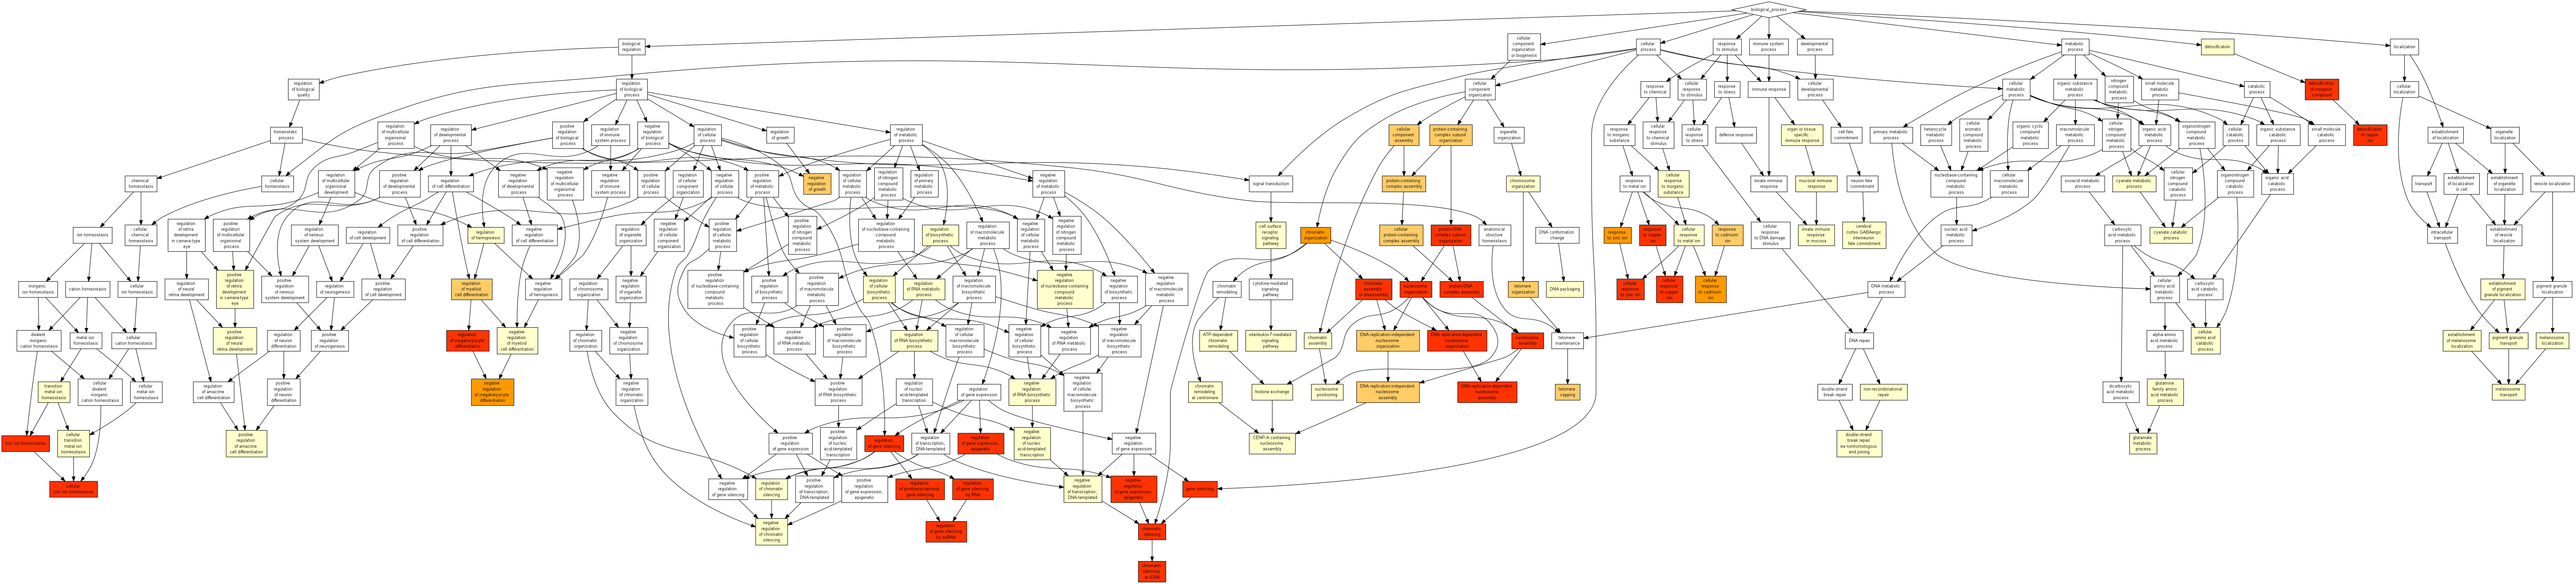 biological_process
biological
regulation
cellular
component
organization
or biogenesis
cellular
process
response
to stimulus
immune system
process
developmental
process
metabolic
process
detoxification
localization
regulation
of biological
quality
regulation
of biological
process
cellular
component
organization
response
to chemical
cellular
response
to stimulus
response
to stress
immune response
cellular
developmental
process
cellular
metabolic
process
organic substance
metabolic
process
nitrogen
compound
metabolic
process
small molecule
metabolic
process
catabolic
process
detoxification
of inorganic
compound
cellular
localization
homeostatic
process
regulation
of multicellular
organismal
process
regulation
of developmental
process
positive
regulation
of biological
process
regulation
of immune
system process
negative
regulation
of biological
process
regulation
of cellular
process
regulation
of growth
regulation
of metabolic
process
cellular
component
assembly
protein-containing
complex subunit
organization
organelle
organization
response
to inorganic
substance
cellular
response
to chemical
stimulus
cellular
response
to stress
defense response
organ or tissue
specific
immune response
cell fate
commitment
primary metabolic
process
heterocycle
metabolic
process
cellular
aromatic
compound
metabolic
process
organic cyclic
compound
metabolic
process
macromolecule
metabolic
process
cellular
nitrogen
compound
metabolic
process
organic acid
metabolic
process
organonitrogen
compound
metabolic
process
cellular
catabolic
process
organic substance
catabolic
process
small molecule
catabolic
process
detoxification
of copper
ion
establishment
of localization
organelle
localization
chemical
homeostasis
cellular
homeostasis
regulation
of multicellular
organismal
development
positive
regulation
of developmental
process
regulation
of cell differentiation
negative
regulation
of developmental
process
negative
regulation
of multicellular
organismal
process
negative
regulation
of immune
system process
positive
regulation
of cellular
process
regulation
of cellular
component
organization
negative
regulation
of cellular
process
positive
regulation
of metabolic
process
negative
regulation
of growth
regulation
of cellular
metabolic
process
regulation
of nitrogen
compound
metabolic
process
regulation
of primary
metabolic
process
negative
regulation
of metabolic
process
signal transduction
protein-containing
complex assembly
chromosome
organization
response
to metal ion
cellular
response
to inorganic
substance
innate immune
response
mucosal immune
response
neuron fate
commitment
nucleobase-containing
compound
metabolic
process
cellular
macromolecule
metabolic
process
oxoacid metabolic
process
cyanate metabolic
process
cellular
nitrogen
compound
catabolic
process
organonitrogen
compound
catabolic
process
organic acid
catabolic
process
transport
establishment
of localization
in cell
establishment
of organelle
localization
vesicle localization
ion homeostasis
cellular
chemical
homeostasis
regulation
of retina
development
in camera-type
eye
positive
regulation
of multicellular
organismal
process
regulation
of nervous
system development
regulation
of cell development
positive
regulation
of cell differentiation
regulation
of hemopoiesis
negative
regulation
of cell differentiation
regulation
of organelle
organization
negative
regulation
of cellular
component
organization
positive
regulation
of cellular
metabolic
process
positive
regulation
of nitrogen
compound
metabolic
process
regulation
of nucleobase-containing
compound
metabolic
process
regulation
of biosynthetic
process
regulation
of macromolecule
metabolic
process
negative
regulation
of cellular
metabolic
process
negative
regulation
of nitrogen
compound
metabolic
process
cell surface
receptor
signaling
pathway
chromatin
organization
cellular
protein-containing
complex assembly
protein-DNA
complex subunit
organization
anatomical
structure
homeostasis
DNA conformation
change
response
to zinc ion
response
to copper
ion
cellular
response
to metal ion
response
to cadmium
ion
cellular
response
to DNA damage
stimulus
innate immune
response
in mucosa
cerebral
cortex GABAergic
interneuron
fate commitment
nucleic acid
metabolic
process
carboxylic
acid metabolic
process
cyanate catabolic
process
intracellular
transport
establishment
of vesicle
localization
inorganic
ion homeostasis
cation homeostasis
cellular
ion homeostasis
regulation
of neural
retina development
positive
regulation
of retina
development
in camera-type
eye
positive
regulation
of nervous
system development
regulation
of neurogenesis
positive
regulation
of cell development
regulation
of myeloid
cell differentiation
negative
regulation
of hemopoiesis
regulation
of chromosome
organization
negative
regulation
of organelle
organization
positive
regulation
of nucleobase-containing
compound
metabolic
process
positive
regulation
of biosynthetic
process
positive
regulation
of macromolecule
metabolic
process
regulation
of cellular
biosynthetic
process
regulation
of RNA metabolic
process
regulation
of macromolecule
biosynthetic
process
negative
regulation
of nucleobase-containing
compound
metabolic
process
negative
regulation
of biosynthetic
process
negative
regulation
of macromolecule
metabolic
process
chromatin
remodeling
cytokine-mediated
signaling
pathway
chromatin
assembly
or disassembly
nucleosome
organization
protein-DNA
complex assembly
telomere
organization
DNA packaging
cellular
response
to zinc ion
cellular
response
to copper
ion
cellular
response
to cadmium
ion
DNA metabolic
process
cellular
amino acid
metabolic
process
carboxylic
acid catabolic
process
establishment
of pigment
granule localization
pigment granule
localization
divalent
inorganic
cation homeostasis
metal ion
homeostasis
cellular
cation homeostasis
positive
regulation
of neural
retina development
regulation
of neuron
differentiation
positive
regulation
of neurogenesis
regulation
of megakaryocyte
differentiation
negative
regulation
of myeloid
cell differentiation
regulation
of chromatin
organization
negative
regulation
of chromosome
organization
positive
regulation
of cellular
biosynthetic
process
positive
regulation
of RNA metabolic
process
positive
regulation
of macromolecule
biosynthetic
process
regulation
of RNA biosynthetic
process
regulation
of cellular
macromolecule
biosynthetic
process
negative
regulation
of cellular
biosynthetic
process
negative
regulation
of RNA metabolic
process
negative
regulation
of macromolecule
biosynthetic
process
ATP-dependent
chromatin
remodeling
interleukin-7-mediated
signaling
pathway
chromatin
assembly
DNA replication-independent
nucleosome
organization
DNA replication-dependent
nucleosome
organization
nucleosome
assembly
telomere
maintenance
DNA repair
alpha-amino
acid metabolic
process
cellular
amino acid
catabolic
process
establishment
of melanosome
localization
pigment granule
transport
melanosome
localization
transition
metal ion
homeostasis
cellular
divalent
inorganic
cation homeostasis
cellular
metal ion
homeostasis
regulation
of amacrine
cell differentiation
positive
regulation
of neuron
differentiation
negative
regulation
of megakaryocyte
differentiation
negative
regulation
of chromatin
organization
positive
regulation
of RNA biosynthetic
process
regulation
of nucleic
acid-templated
transcription
regulation
of gene expression
negative
regulation
of RNA biosynthetic
process
negative
regulation
of cellular
macromolecule
biosynthetic
process
chromatin
remodeling
at centromere
histone exchange
nucleosome
positioning
DNA replication-independent
nucleosome
assembly
DNA replication-dependent
nucleosome
assembly
telomere
capping
double-strand
break repair
non-recombinational
repair
dicarboxylic
acid metabolic
process
glutamine
family amino
acid metabolic
process
melanosome
transport
zinc ion homeostasis
cellular
transition
metal ion
homeostasis
positive
regulation
of amacrine
cell differentiation
positive
regulation
of gene expression
positive
regulation
of nucleic
acid-templated
transcription
regulation
of gene silencing
regulation
of transcription,
DNA-templated
regulation
of gene expression,
epigenetic
negative
regulation
of nucleic
acid-templated
transcription
negative
regulation
of gene expression
CENP-A containing
nucleosome
assembly
double-strand
break repair
via nonhomologous
end joining
glutamate
metabolic
process
cellular
zinc ion homeostasis
negative
regulation
of gene silencing
regulation
of chromatin
silencing
positive
regulation
of transcription,
DNA-templated
positive
regulation
of gene expression,
epigenetic
regulation
of posttranscriptional
gene silencing
regulation
of gene silencing
by RNA
negative
regulation
of transcription,
DNA-templated
negative
regulation
of gene expression,
epigenetic
gene silencing
negative
regulation
of chromatin
silencing
regulation
of gene silencing
by miRNA
chromatin
silencing
chromatin
silencing
at rDNA